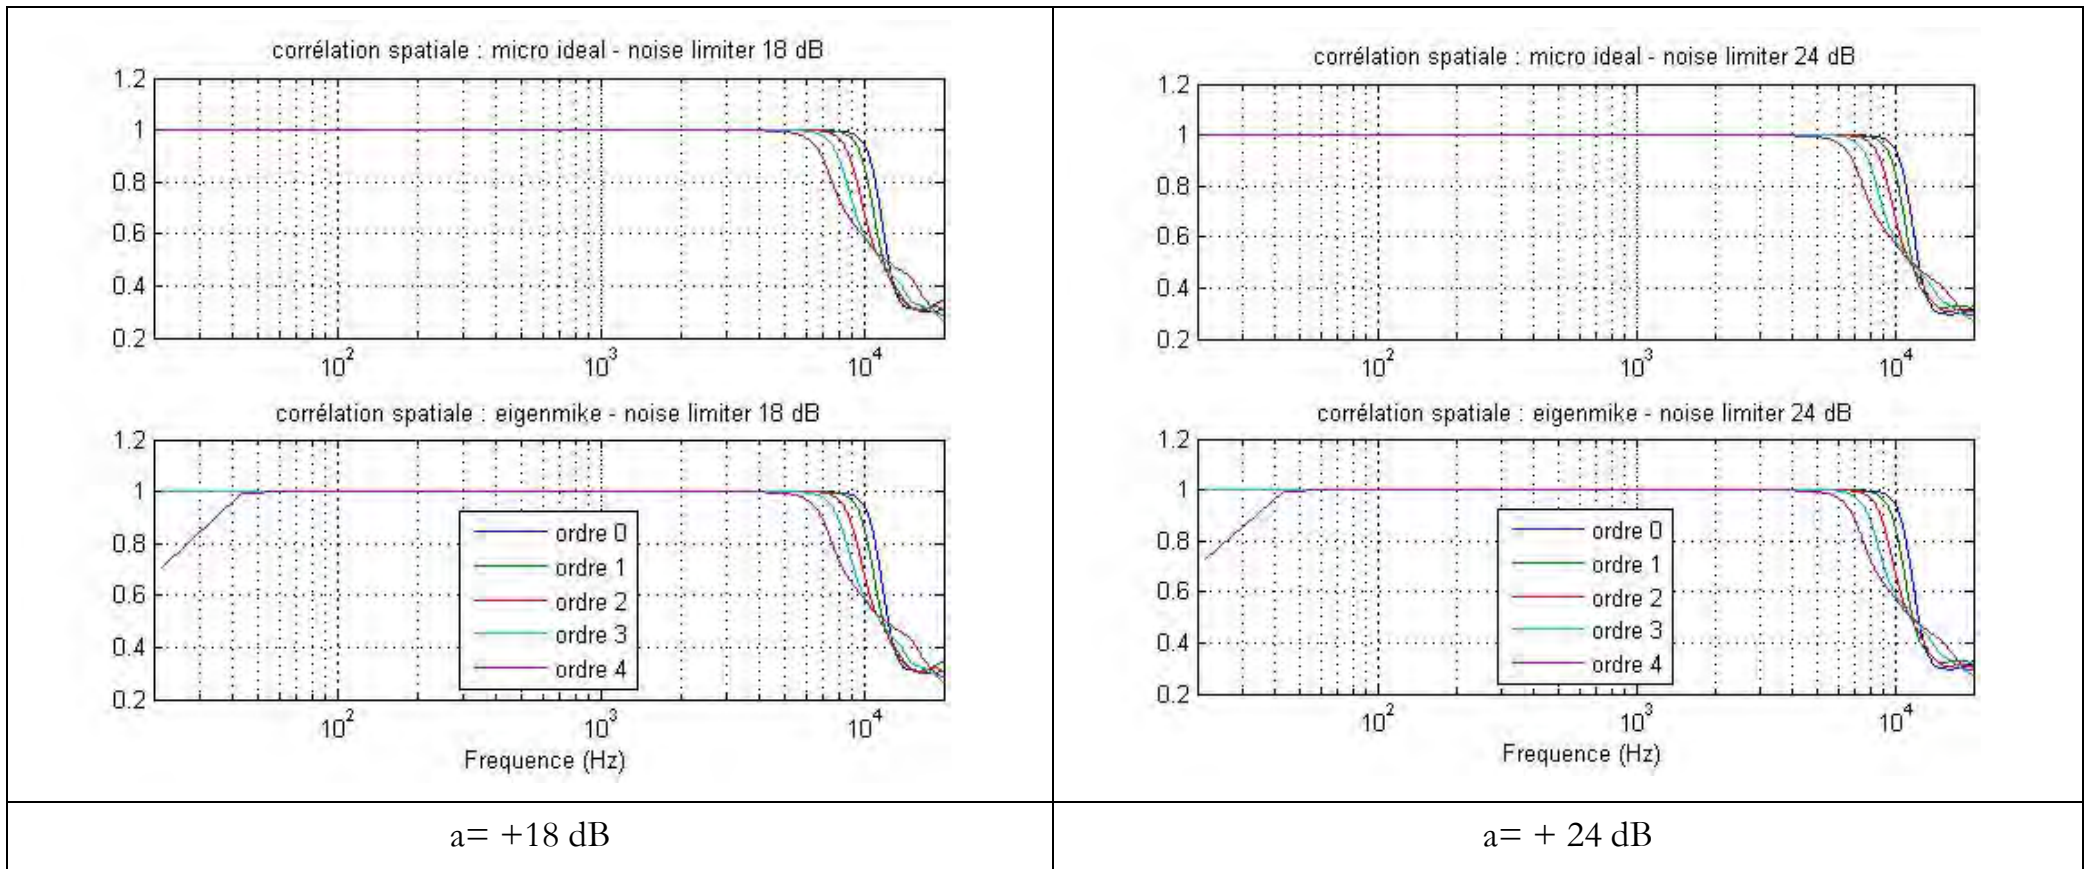 corrélation spatiale : micro ideal - noise limiter 18 dB
1.2
1
0.8
0.6
0.4
0.2
10^2
10^3
10^4
corrélation spatiale : eigenmike - noise limiter 18 dB
1.2
1
0.8
0.6
0.4
0.2
ordre 0
ordre 1
ordre 2
ordre 3
ordre 4
10^2
10^3
10^4
Frequence (Hz)
a= +18 dB
corrélation spatiale : micro ideal - noise limiter 24 dB
1.2
1
0.8
0.6
0.4
0.2
10^2
10^3
10^4
corrélation spatiale : eigenmike - noise limiter 24 dB
1.2
1
0.8
0.6
0.4
0.2
ordre 0
ordre 1
ordre 2
ordre 3
ordre 4
10^2
10^3
10^4
Frequence (Hz)
a= + 24 dB